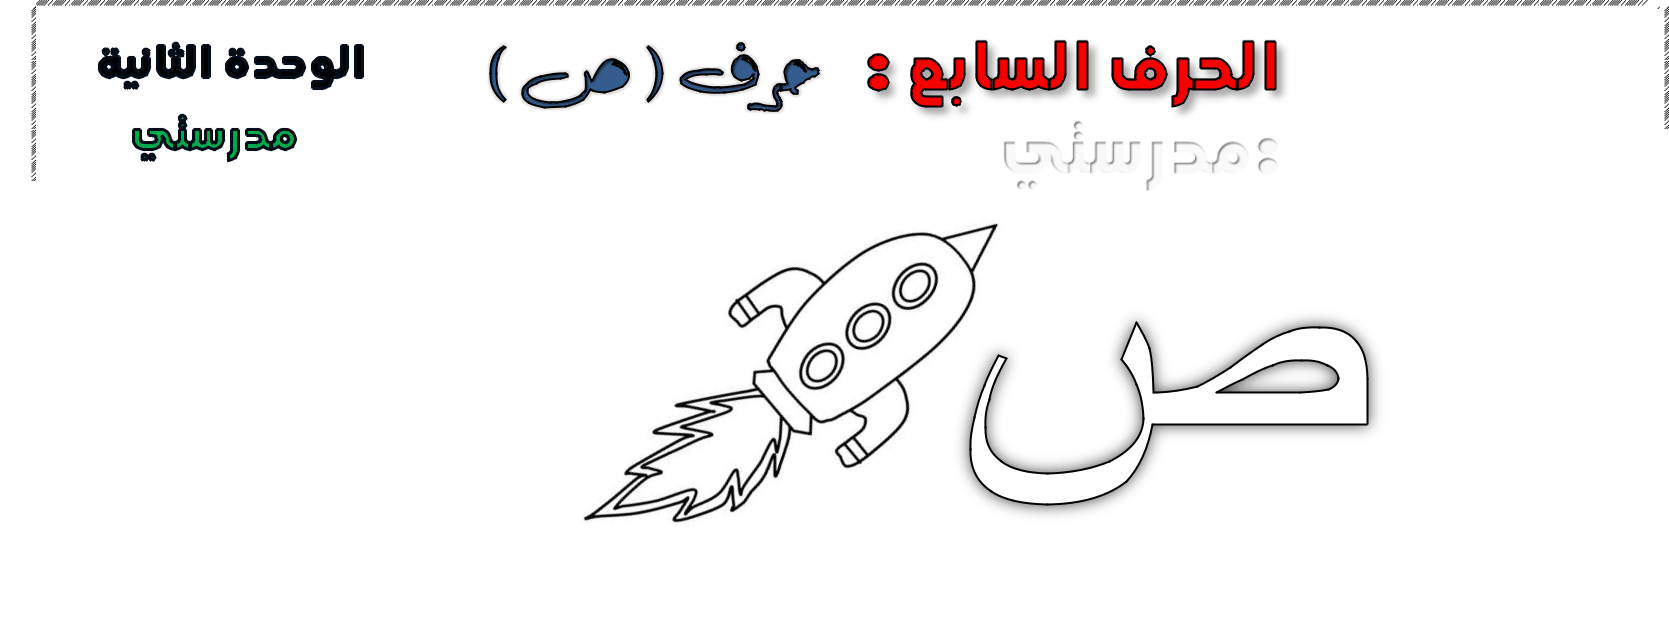 الحرف السابع : حرف ( ص )
الوحدة الثانية
:مدرستي
مدرستي
ص